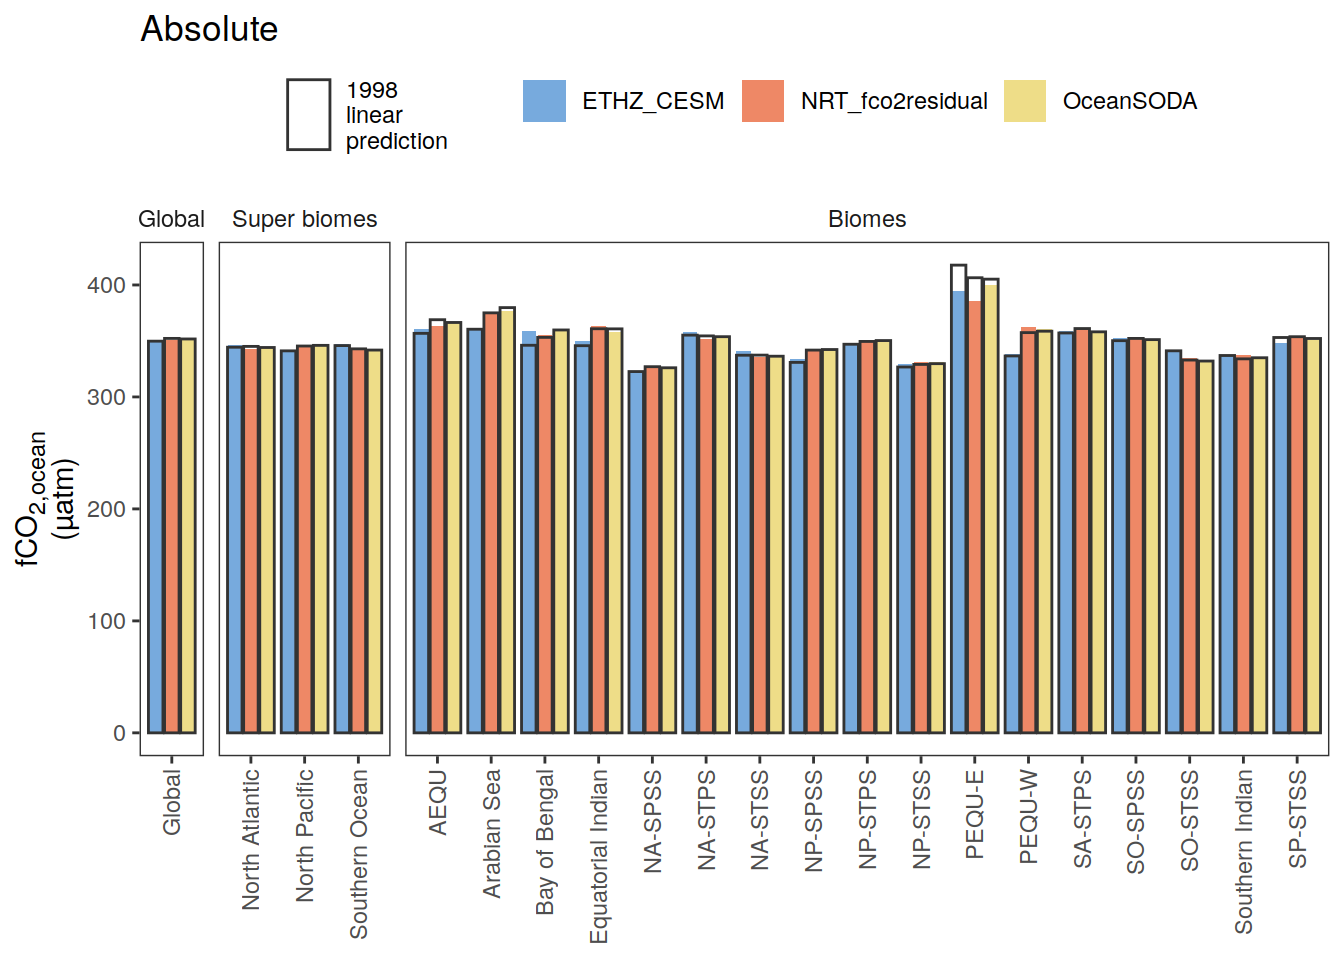 Absolute
1998
linear
prediction
ETHZ_CESM
NRT_fco2residual
OceanSODA
Global
Super biomes
Biomes
fCO2,ocean
(µatm)
400
300
200
100
0
Global
North Atlantic
North Pacific
Southern Ocean
AEQU
Arabian Sea
Bay of Bengal
Equatorial Indian
NA-SPSS
NA-STPS
NA-STSS
NP-SPSS
NP-STPS
NP-STSS
PEQU-E
PEQU-W
SA-STPS
SO-SPSS
SO-STSS
Southern Indian
SP-STSS